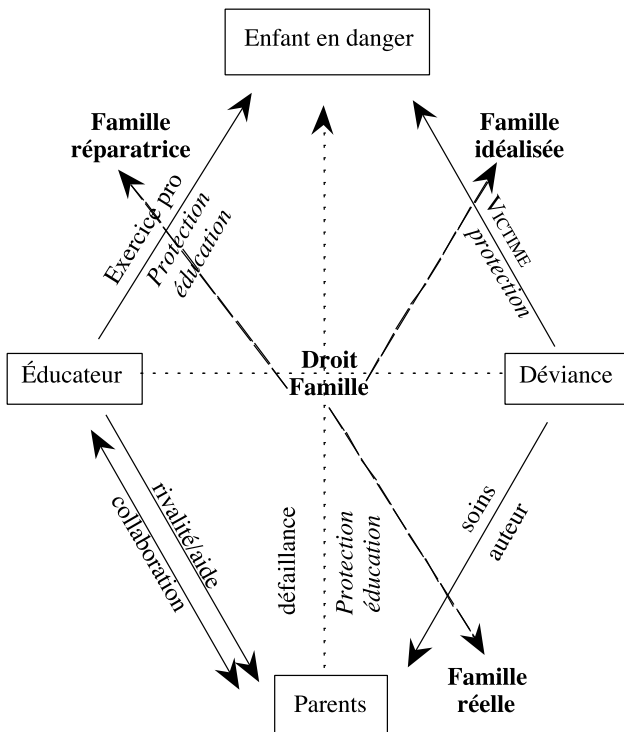 Enfant en danger
Famille
réparatrice
Famille
idéalisée
Exercice pro
Protection
éducation
VICTIME
protection
Éducateur
Droit
Famille
Déviance
collaboration
rivalité/aide
défaillance
Protection
éducation
soins
auteur
Parents
Famille
réelle